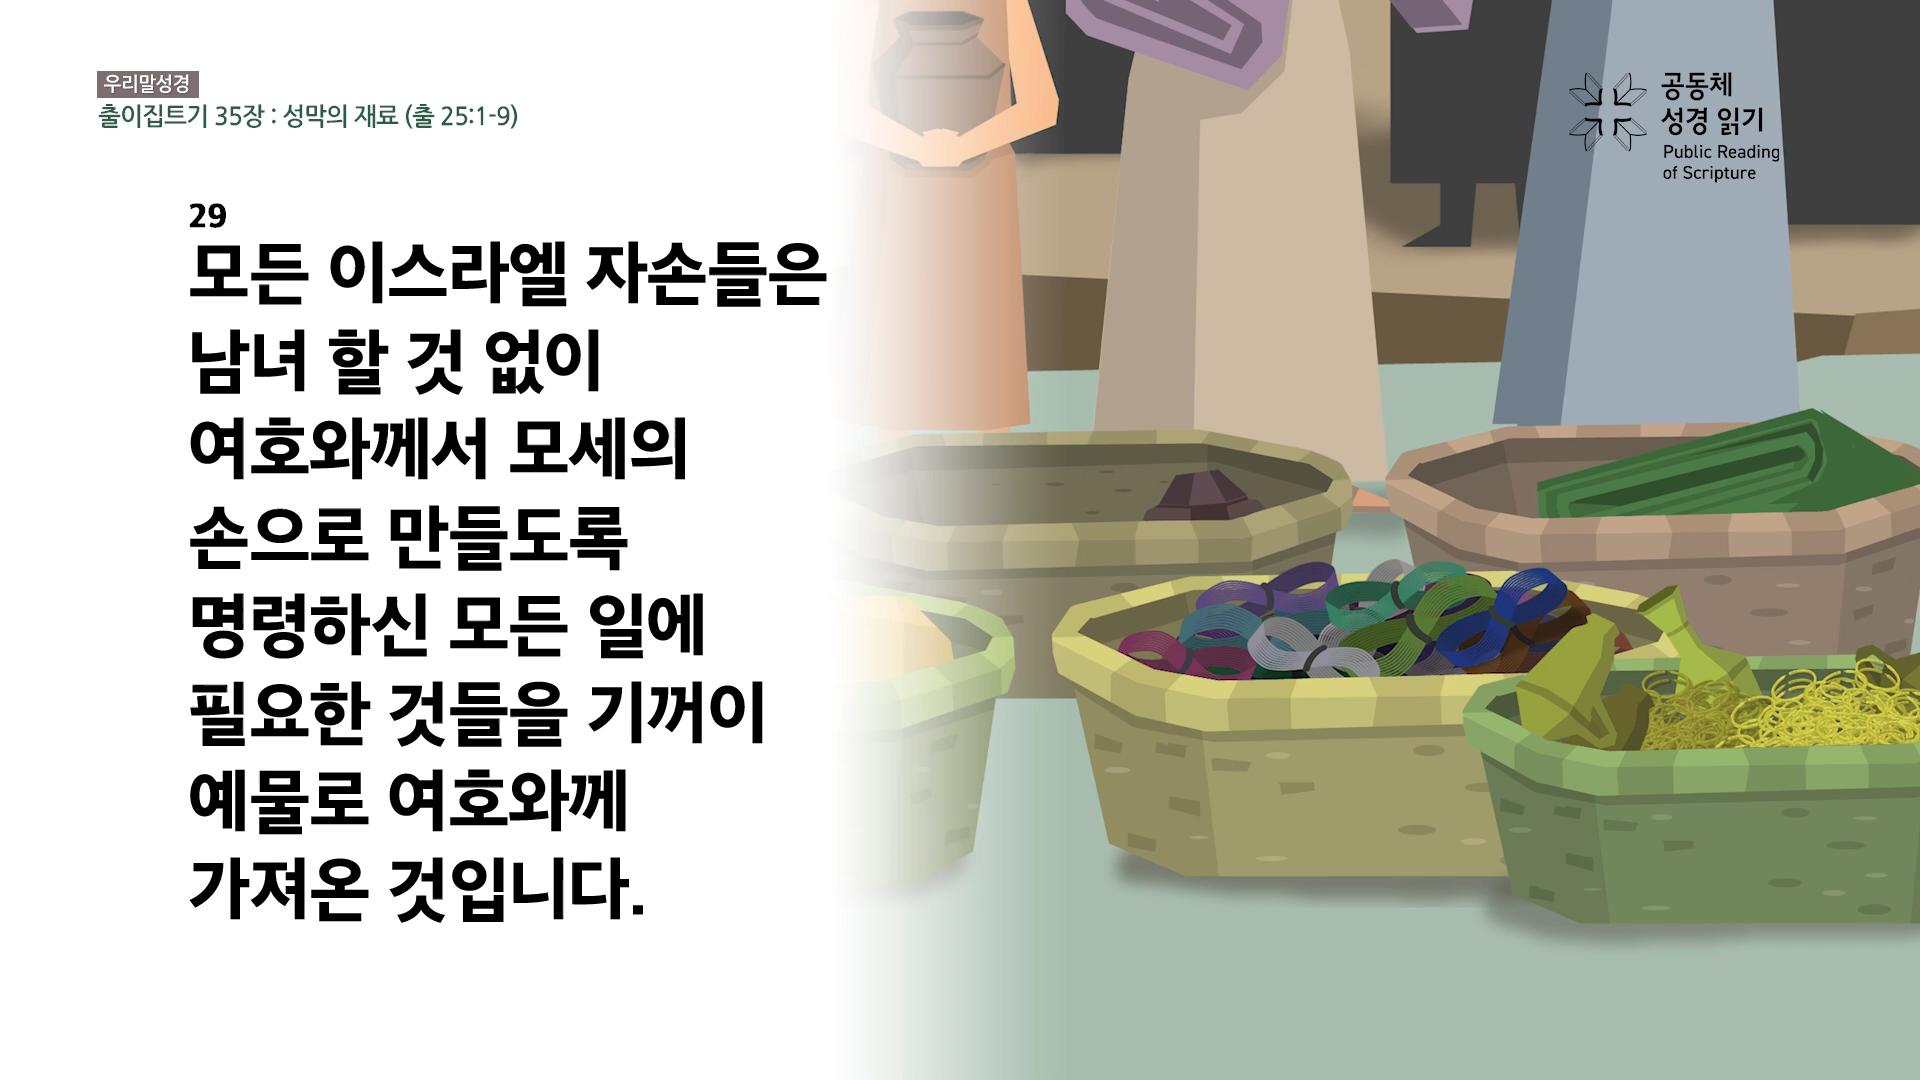 우리말성경
출이집트기 35장 : 성막의 재료 (출 25:1-9)
공동체
성경 읽기
Public Reading
of Scripture
29
모든 이스라엘 자손들은
남녀 할 것 없이
여호와께서 모세의
손으로 만들도록
명령하신 모든 일에
필요한 것들을 기꺼이
예물로 여호와께
가져온 것입니다.